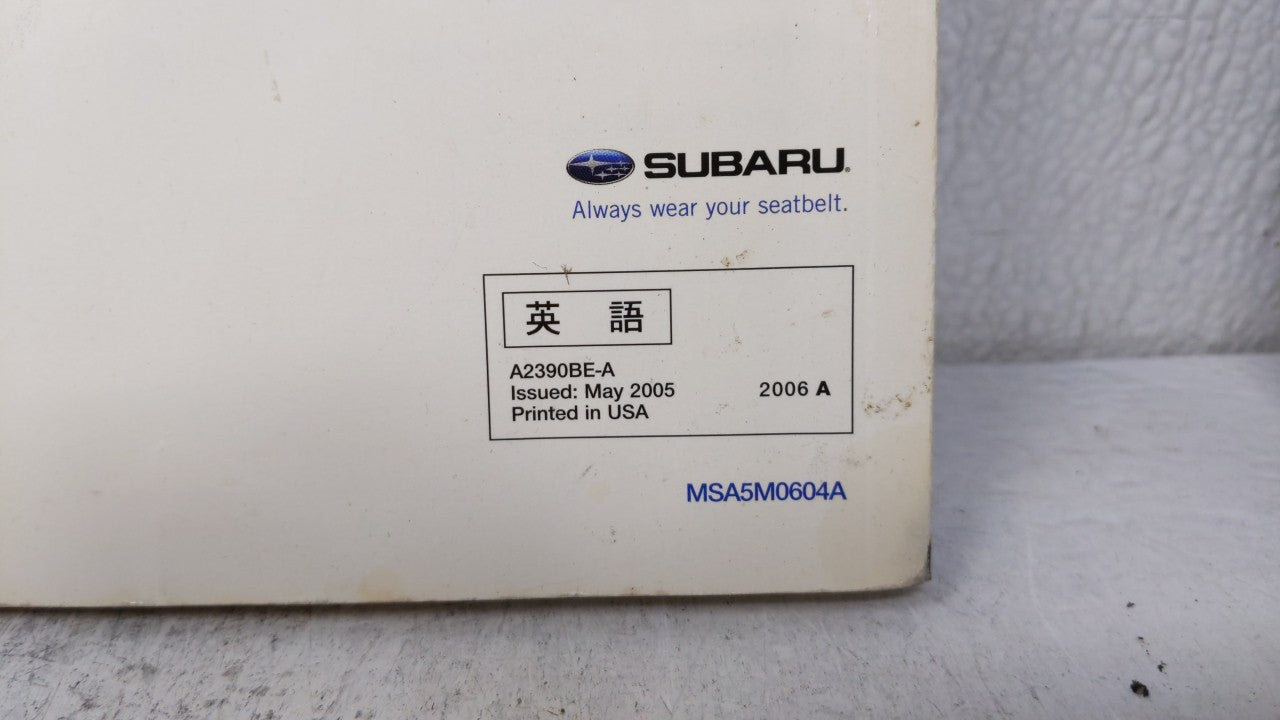 SUBARU®
Always wear your seatbelt.
英 語
A2390BE-A
Issued: May 2005
2006 A
Printed in USA
MSA5M0604A